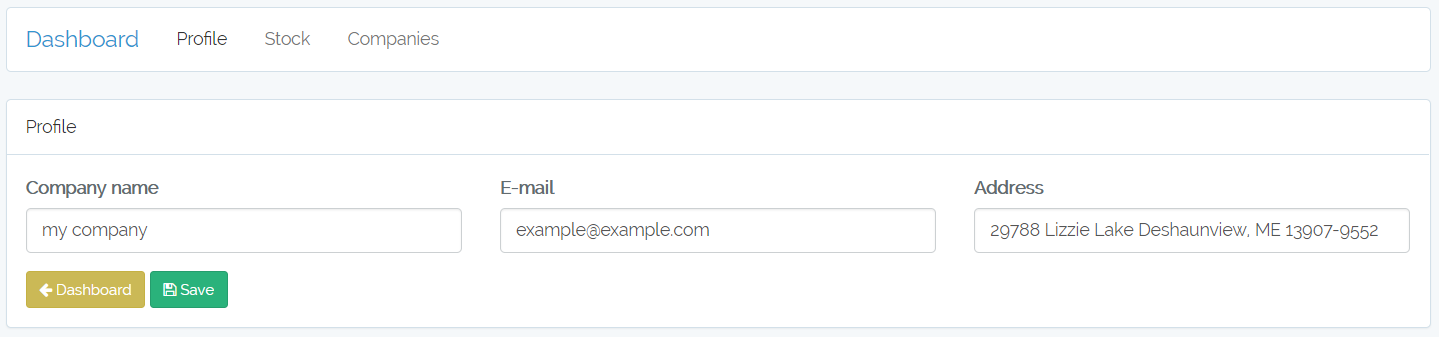 Dashboard Profile Stock Companies
Profile
Company name E-mail Address
my company example@example.com 29788 Lizzie Lake Deshaunview, ME 13907-9552
Dashboard Save